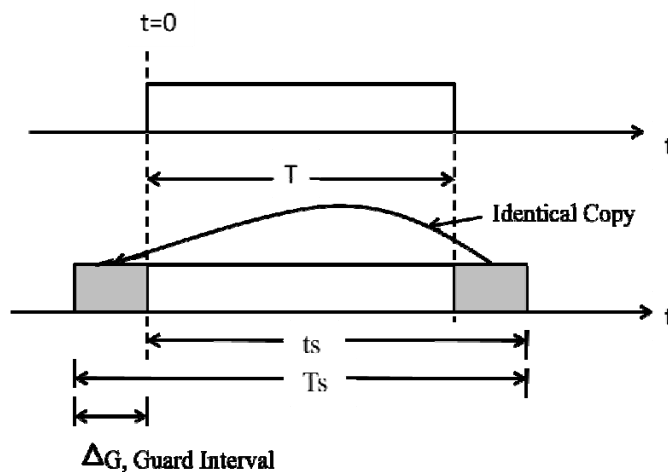 t=0
t
T
Identical Copy
t
ts
Ts
ΔG, Guard Interval